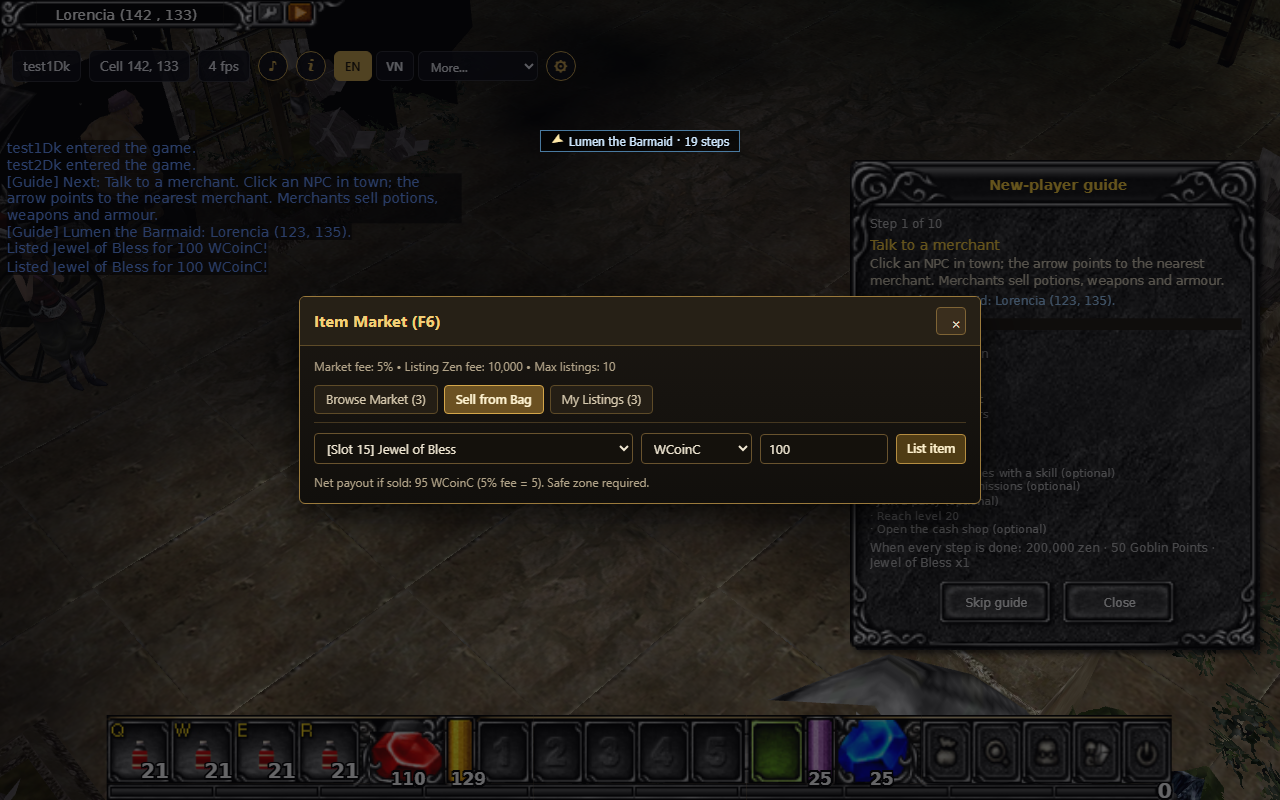 Lorencia (142 , 133)
test1Dk
Cell 142, 133
4 fps
EN
VN
More...
Lumen the Barmaid · 19 steps
test1Dk entered the game.
test2Dk entered the game.
[Guide] Next: Talk to a merchant. Click an NPC in town; the
arrow points to the nearest merchant. Merchants sell potions,
weapons and armour.
[Guide] Lumen the Barmaid: Lorencia (123, 135).
Listed Jewel of Bless for 100 WCoinC!
Listed Jewel of Bless for 100 WCoinC!
New-player guide
Step 1 of 10
Talk to a merchant
Click an NPC in town; the arrow points to the nearest
merchant. Merchants sell potions, weapons and armour.
d: Lorencia (123, 135).
Item Market (F6)
×
Market fee: 5% • Listing Zen fee: 10,000 • Max listings: 10
Browse Market (3)
Sell from Bag
My Listings (3)
[Slot 15] Jewel of Bless
WCoinC
100
List item
Net payout if sold: 95 WCoinC (5% fee = 5). Safe zone required.
es with a skill (optional)
issions (optional)
· Reach level 20
· Open the cash shop (optional)
When every step is done: 200,000 zen · 50 Goblin Points ·
Jewel of Bless x1
Skip guide
Close
Q
21
W
21
E
21
R
21
110
129
1
2
3
4
5
25
25
0